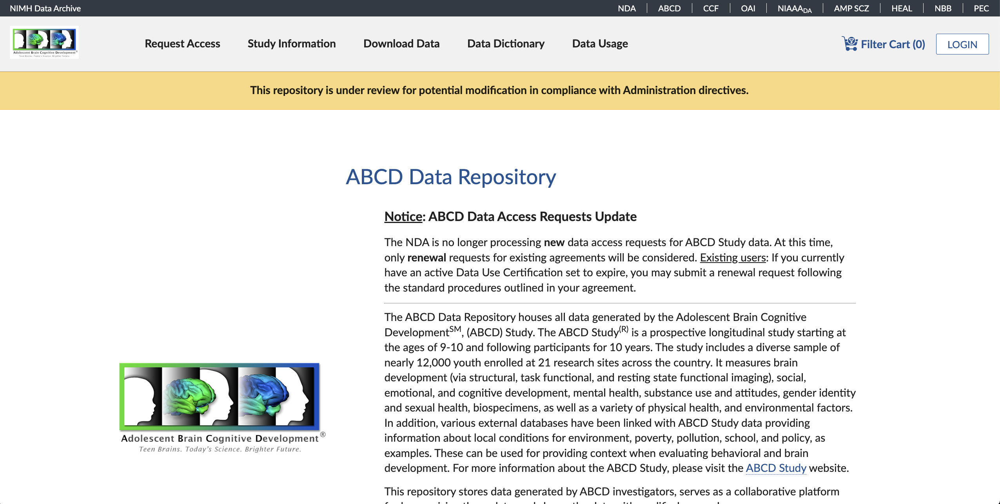 NIMH Data Archive
NDA
ABCD
CCF
OAI
NIAAADA
AMP SCZ
HEAL
NBB
PEC
Adolescent Brain Cognitive Development®
Teen Brains. Today's Science. Brighter Future.
Request Access
Study Information
Download Data
Data Dictionary
Data Usage
Filter Cart (0)
LOGIN
This repository is under review for potential modification in compliance with Administration directives.
ABCD Data Repository
Notice: ABCD Data Access Requests Update
The NDA is no longer processing new data access requests for ABCD Study data. At this time,
only renewal requests for existing agreements will be considered. Existing users: If you currently
have an active Data Use Certification set to expire, you may submit a renewal request following
the standard procedures outlined in your agreement.
The ABCD Data Repository houses all data generated by the Adolescent Brain Cognitive
DevelopmentSM, (ABCD) Study. The ABCD Study(R) is a prospective longitudinal study starting at
the ages of 9-10 and following participants for 10 years. The study includes a diverse sample of
nearly 12,000 youth enrolled at 21 research sites across the country. It measures brain
development (via structural, task functional, and resting state functional imaging), social,
emotional, and cognitive development, mental health, substance use and attitudes, gender identity
and sexual health, biospecimens, as well as a variety of physical health, and environmental factors.
In addition, various external databases have been linked with ABCD Study data providing
information about local conditions for environment, poverty, pollution, school, and policy, as
examples. These can be used for providing context when evaluating behavioral and brain
development. For more information about the ABCD Study, please visit the ABCD Study website.
This repository stores data generated by ABCD investigators, serves as a collaborative platform
Adolescent Brain Cognitive Development®
Teen Brains. Today's Science. Brighter Future.